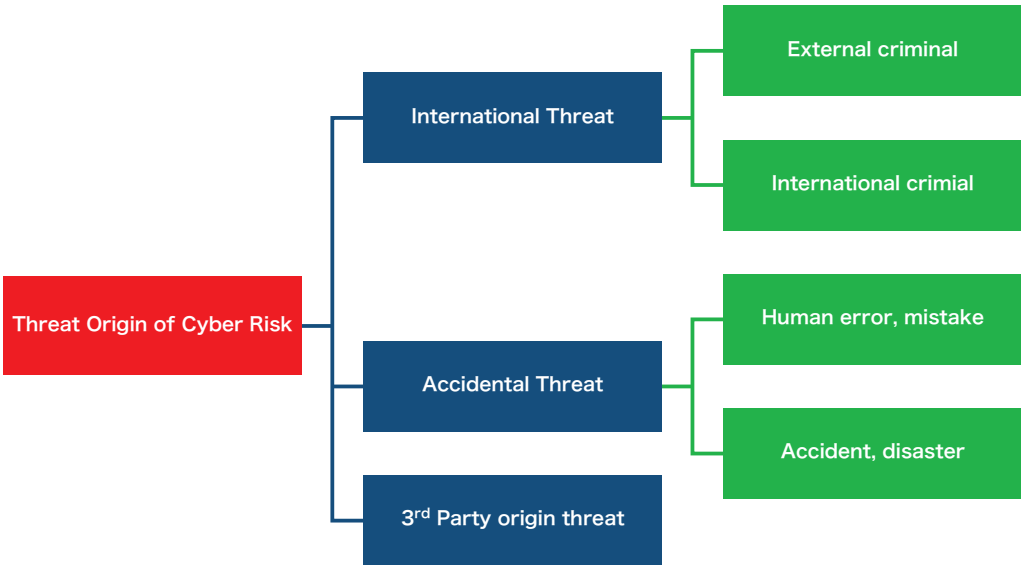 Threat Origin of Cyber Risk
International Threat
External criminal
International crimial
Accidental Threat
Human error, mistake
Accident, disaster
3rd Party origin threat